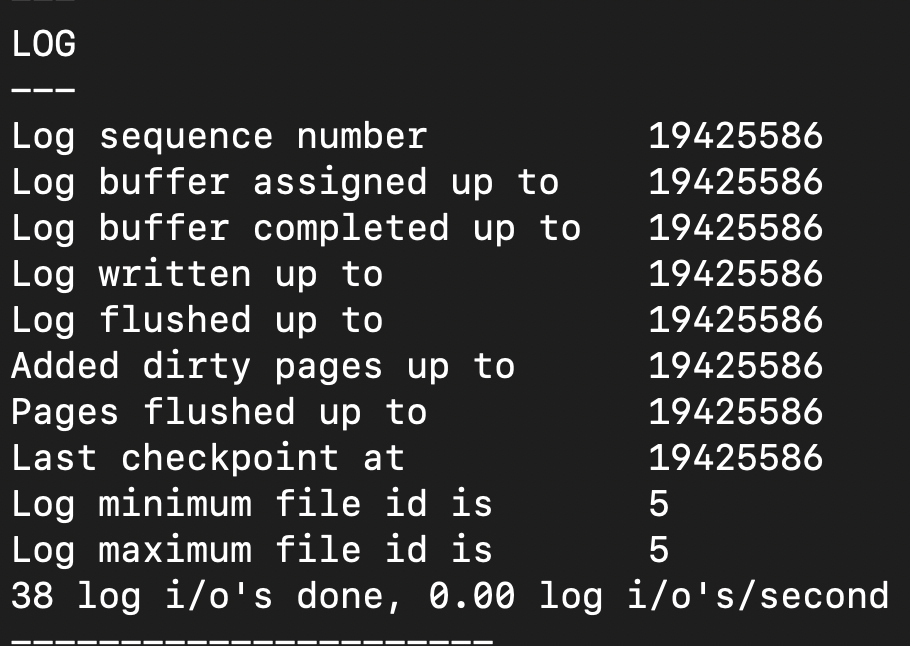 ---
LOG
---
Log sequence number          19425586
Log buffer assigned up to    19425586
Log buffer completed up to   19425586
Log written up to            19425586
Log flushed up to            19425586
Added dirty pages up to      19425586
Pages flushed up to          19425586
Last checkpoint at           19425586
Log minimum file id is       5
Log maximum file id is       5
38 log i/o's done, 0.00 log i/o's/second
----------------------